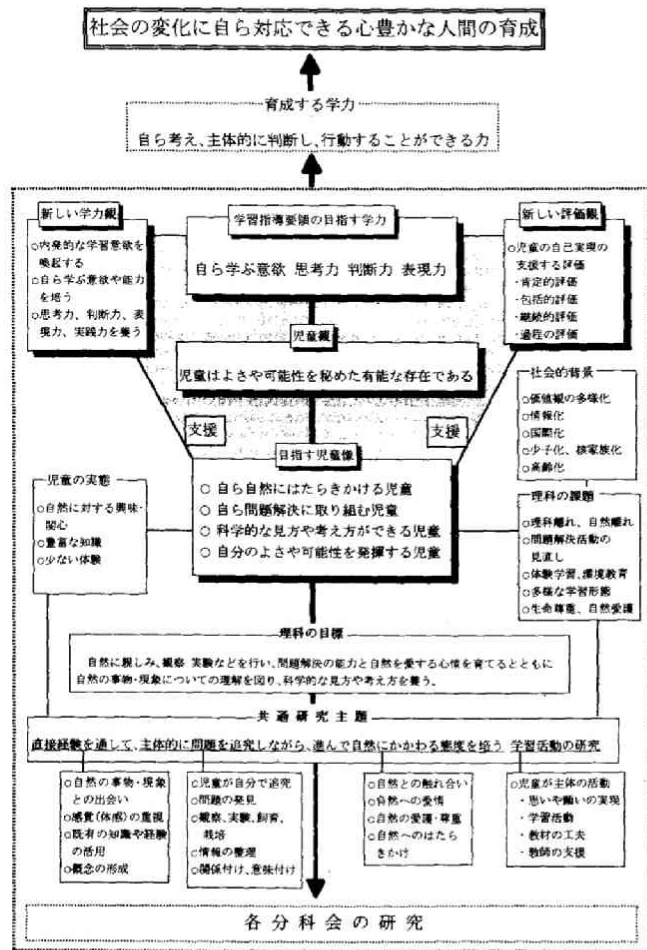 社会の変化に自ら対応できる心豊かな人間の育成
育成する学力
自ら考え、主体的に判断し、行動することができる力
新しい学力観
○内発的な学習意欲を
喚起する
○自ら学ぶ意欲や能力
を培う
○思考力、判断力、表
現力、実践力を養う
学習指導要領の目指す学力
自ら学ぶ意欲 思考力 判断力 表現力
新しい評価観
○児童の自己実現の
支援する評価
・肯定的評価
・包括的評価
・継続的評価
・過程の評価
児童観
児童はよさや可能性を秘めた有能な存在である
社会的背景
○価値観の多様化
○情報化
○国際化
○少子化、核家族化
○高齢化
支援
支援
目指す児童像
○ 自ら自然にはたらきかける児童
○ 自ら問題解決に取り組む児童
○ 科学的な見方や考え方ができる児童
○ 自分のよさや可能性を発揮する児童
児童の実態
○自然に対する興味・
関心
○豊富な知識
○少ない体験
理科の課題
○理科離れ、自然離れ
○問題解決活動の
見直し
○体験学習、環境教育
○多様な学習形態
○生命尊重、自然愛護
理科の目標
自然に親しみ、観察 実験などを行い、問題解決の能力と自然を愛する心情を育てるとともに
自然の事物・現象についての理解を図り、科学的な見方や考え方を養う。
共通研究主題
直接経験を通して、主体的に問題を追究しながら、進んで自然にかかわる態度を培う 学習活動の研究
○自然の事物・現象
との出会い
○感覚(体感)の重視
○既有の知識や経験
の活用
○概念の形成
○児童が自分で追究
○問題の発見
○観察、実験、飼育、
栽培
○情報の整理
○関係付け、意味付け
○自然との触れ合い
○自然への愛情
○自然の愛護・尊重
○自然へのはたら
きかけ
○児童が主体の活動
・思いや願いの実現
・学習活動
・教材の工夫
・教師の支援
各分科会の研究